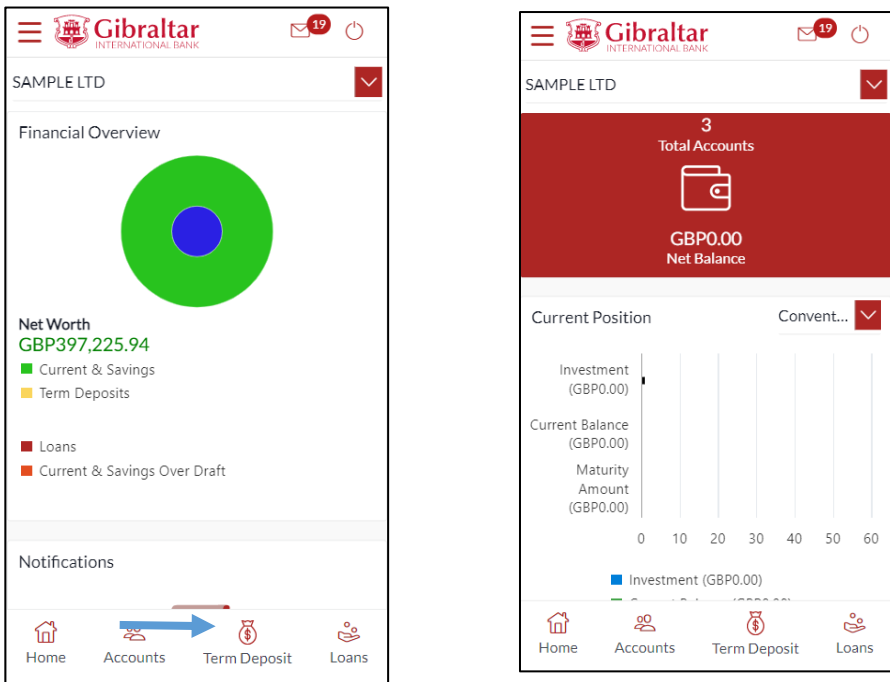 Gibraltar
INTERNATIONAL BANK
19
SAMPLE LTD
Financial Overview
Net Worth
GBP397,225.94
Current & Savings
Term Deposits
Loans
Current & Savings Over Draft
Notifications
Home Accounts Term Deposit Loans
Gibraltar
INTERNATIONAL BANK
19
SAMPLE LTD
3
Total Accounts
GBP0.00
Net Balance
Current Position Convent...
Investment
(GBP0.00)
Current Balance
(GBP0.00)
Maturity
Amount
(GBP0.00)
0 10 20 30 40 50 60
Investment (GBP0.00)
Home Accounts Term Deposit Loans